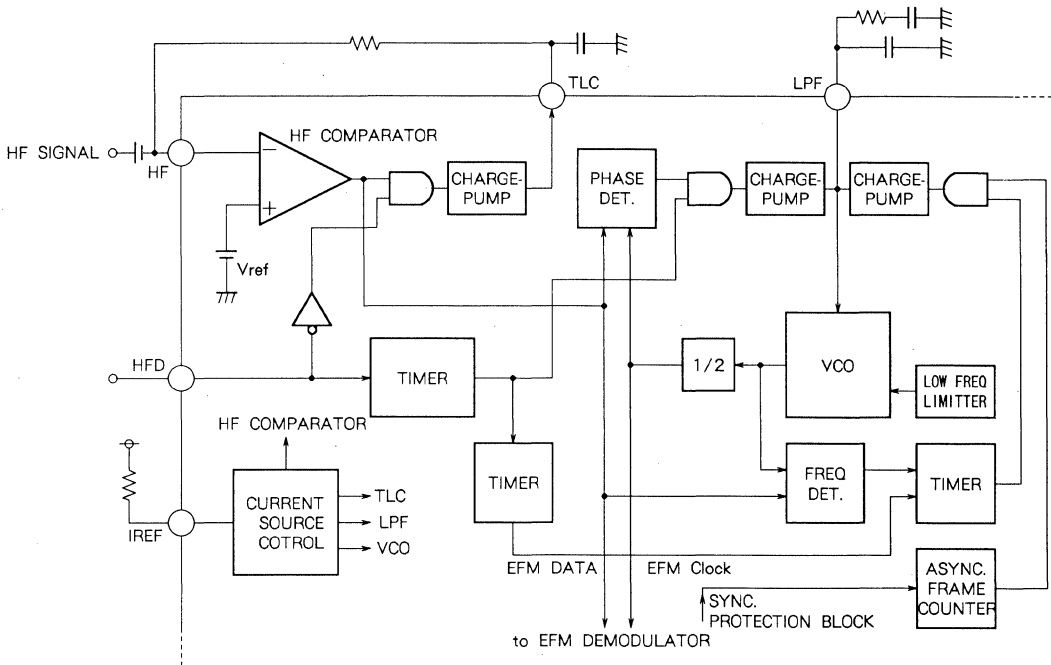 TLC
LPF
HF COMPARATOR
HF SIGNAL
HF
−
+
Vref
CHARGE-
PUMP
PHASE
DET.
CHARGE-
PUMP
CHARGE-
PUMP
HFD
TIMER
1/2
VCO
LOW FREQ
LIMITTER
HF COMPARATOR
TIMER
FREQ
DET.
TIMER
CURRENT
SOURCE
COTROL
TLC
LPF
VCO
IREF
EFM DATA
EFM Clock
ASYNC.
FRAME
COUNTER
SYNC.
PROTECTION BLOCK
to EFM DEMODULATOR